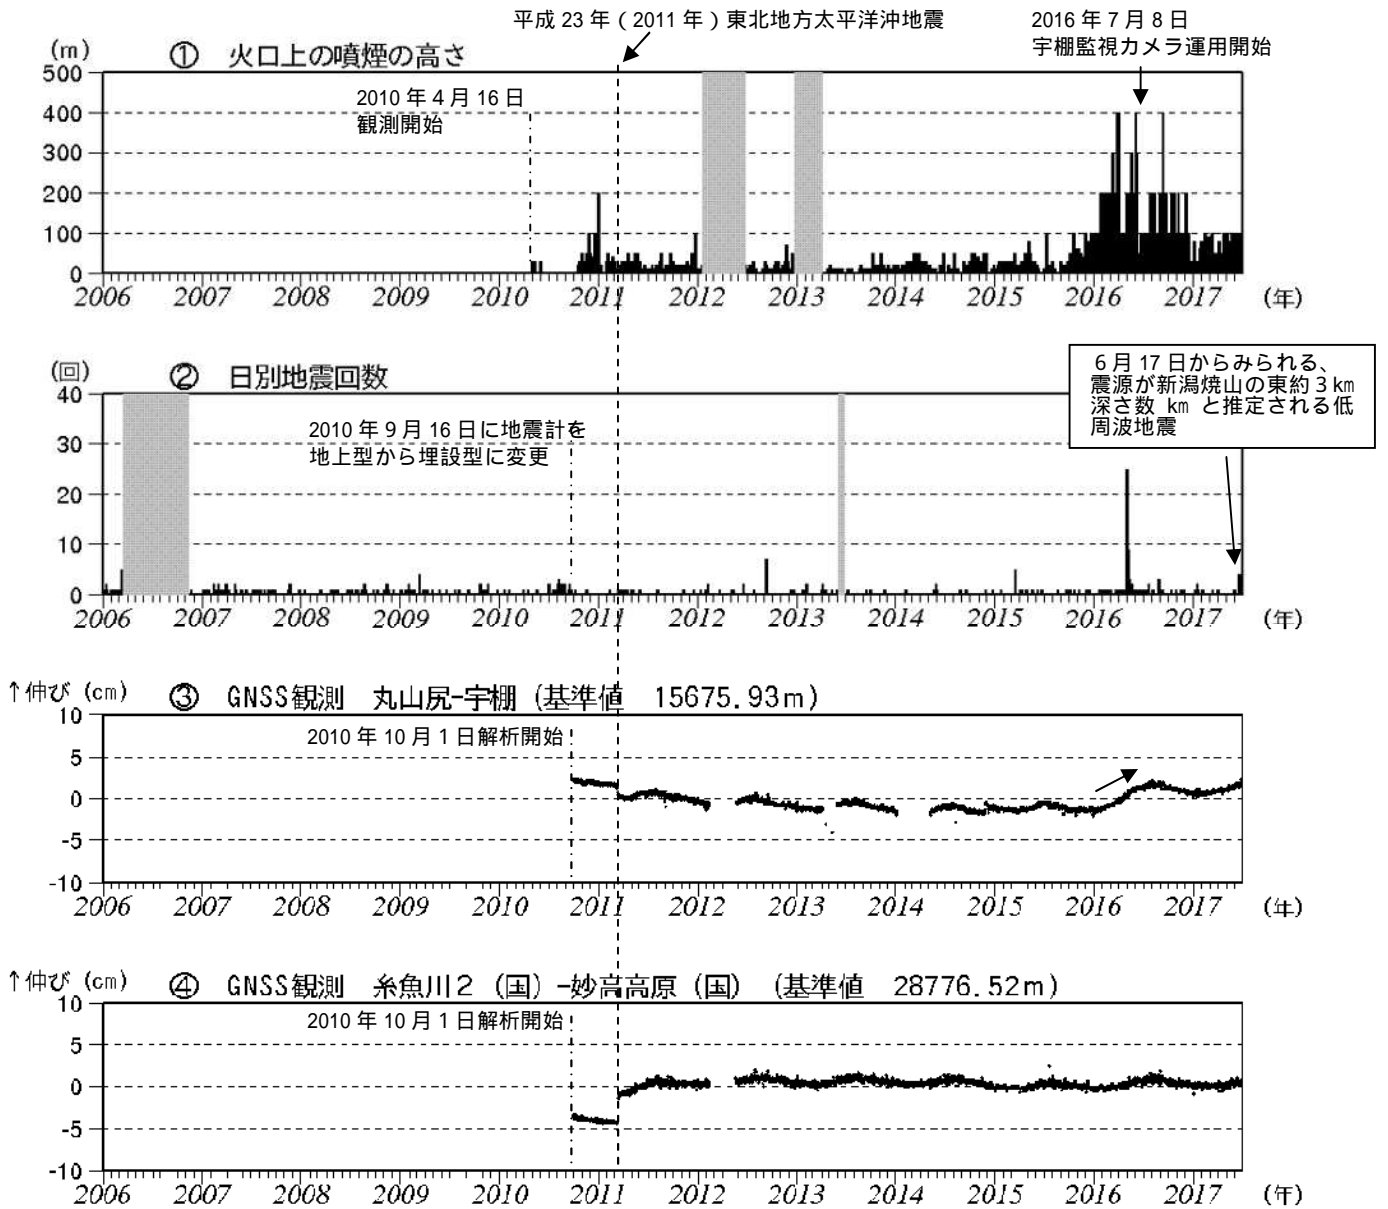 平成 23 年 ( 2011 年 ) 東北地方太平洋沖地震
2016 年 7 月 8 日
宇棚監視カメラ運用開始
(m) ① 火口上の噴煙の高さ
500
400
300
200
100
0
2010 年 4 月 16 日
観測開始
2006 2007 2008 2009 2010 2011 2012 2013 2014 2015 2016 2017 (年)
(回) ② 日別地震回数
40
30
20
10
0
2010 年 9 月 16 日に地震計を
地上型から埋設型に変更
6 月 17 日からみられる、
震源が新潟焼山の東約 3 km
深さ数 km と推定される低
周波地震
2006 2007 2008 2009 2010 2011 2012 2013 2014 2015 2016 2017 (年)
↑伸び (cm) ③ GNSS観測 丸山尻-宇棚 (基準値 15675.93m)
10
5
0
-5
-10
2010 年 10 月 1 日解析開始
2006 2007 2008 2009 2010 2011 2012 2013 2014 2015 2016 2017 (年)
↑伸び (cm) ④ GNSS観測 糸魚川2 (国) -妙高高原 (国) (基準値 28776.52m)
10
5
0
-5
-10
2010 年 10 月 1 日解析開始
2006 2007 2008 2009 2010 2011 2012 2013 2014 2015 2016 2017 (年)